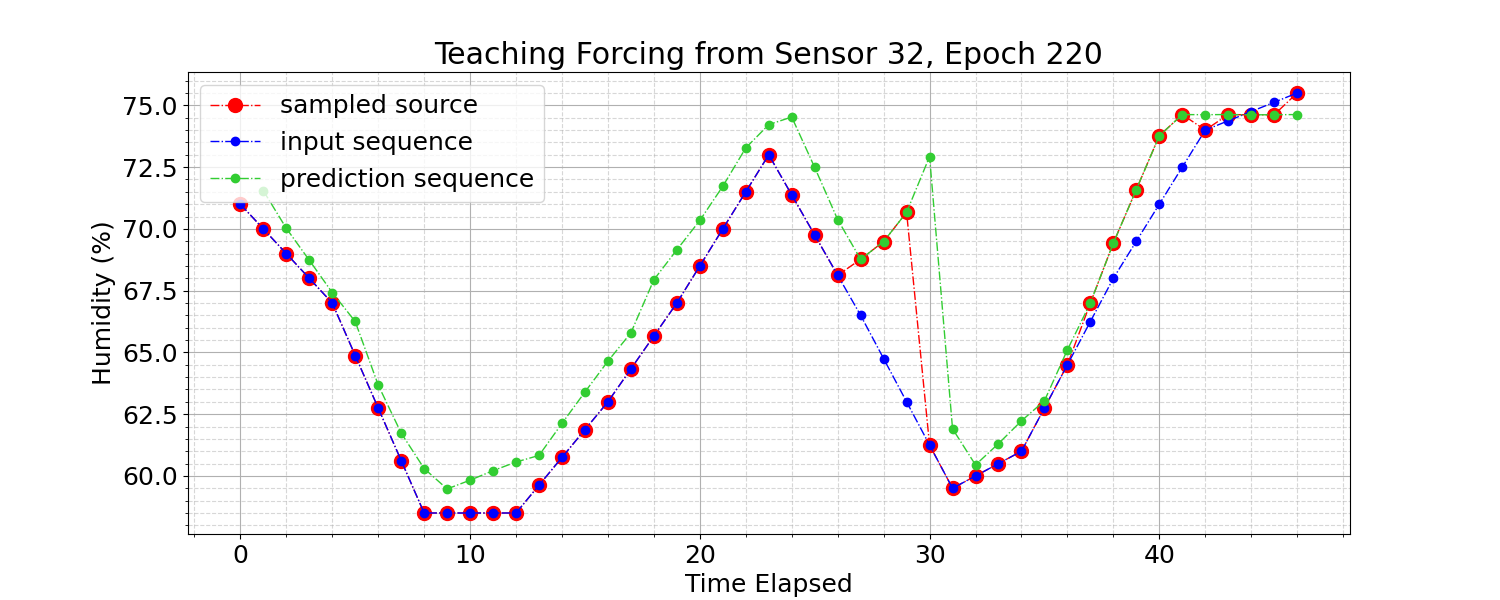 Teaching Forcing from Sensor 32, Epoch 220
sampled source
input sequence
prediction sequence
Humidity (%)
75.0
72.5
70.0
67.5
65.0
62.5
60.0
0 10 20 30 40
Time Elapsed